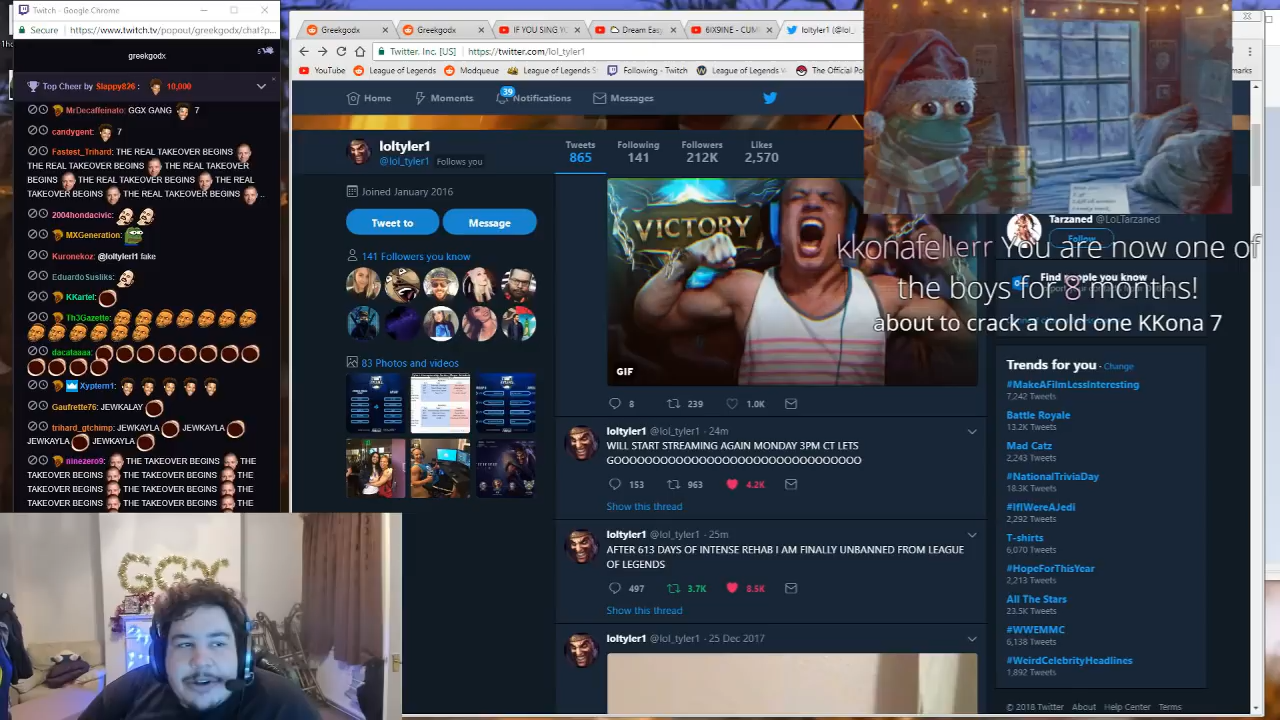 Twitch - Google Chrome
Secure https://www.twitch.tv/popout/greekgodx/chat?p...
greekgodx
Top Cheer by Slappy826 : 10,000
MrDecaffeinato: GGX GANG 7
candygent: 7
Fastest_Trihard: THE REAL TAKEOVER BEGINS
THE REAL TAKEOVER BEGINS THE REAL TAKEOVER
BEGINS THE REAL TAKEOVER BEGINS THE REAL
TAKEOVER BEGINS THE REAL TAKEOVER BEGINS ..
2004hondacivic:
MXGeneration:
Kuronekoz: @loltyler1 fake
EduardoSusliks:
KKartel:
Th3Gazette:
dacataaax:
Xyptern1:
Gaufrette76: JEWKALAY
trihard_gtchimp: JEWKAYLA JEWKAYLA
JEWKAYLA JEWKAYLA
ninezero9: THE TAKEOVER BEGINS THE
TAKEOVER BEGINS THE TAKEOVER BEGINS THE
TAKEOVER BEGINS THE TAKEOVER BEGINS THE
TAKEOVER BEGINS THE TAKEOVER BEGINS THE
Greekgodx
Greekgodx
IF YOU SING
Dream Eas
6IX9INE - CUM
loltyler1 (@lol_
Twitter, Inc. [US] https://twitter.com/lol_tyler1
YouTube
League of Legends
Modqueue
League of Legends S
Following - Twitch
League of Legends
The Official Po
Home
Moments
39
Notifications
Messages
loltyler1
@lol_tyler1 Follows you
Tweets
865
Following
141
Followers
212K
Likes
2,570
Joined January 2016
Tweet to
Message
141 Followers you know
83 Photos and videos
VICTORY
GIF
8 239 1.0K
loltyler1 @lol_tyler1 · 24m
WILL START STREAMING AGAIN MONDAY 3PM CT LETS
GOOOOOOOOOOOOOOOOOOOOOOOOOOOOOOOO
153 963 4.2K
Show this thread
loltyler1 @lol_tyler1 · 25m
AFTER 613 DAYS OF INTENSE REHAB I AM FINALLY UNBANNED FROM LEAGUE
OF LEGENDS
497 3.7K 8.5K
Show this thread
loltyler1 @lol_tyler1 · 25 Dec 2017
Tarzaned @LoLTarzaned
Follow
kkonafellerr You are now one of
the boys for 8 months!
about to crack a cold one KKona 7
Find people you know
Trends for you · Change
#MakeAFilmLessInteresting
7,242 Tweets
Battle Royale
13.2K Tweets
Mad Catz
2,243 Tweets
#NationalTriviaDay
18.3K Tweets
#IfIWereAJedi
2,292 Tweets
T-shirts
6,070 Tweets
#HopeForThisYear
2,213 Tweets
All The Stars
23.5K Tweets
#WWEMMC
6,138 Tweets
#WeirdCelebrityHeadlines
1,892 Tweets
© 2018 Twitter About Help Center Terms
GGX